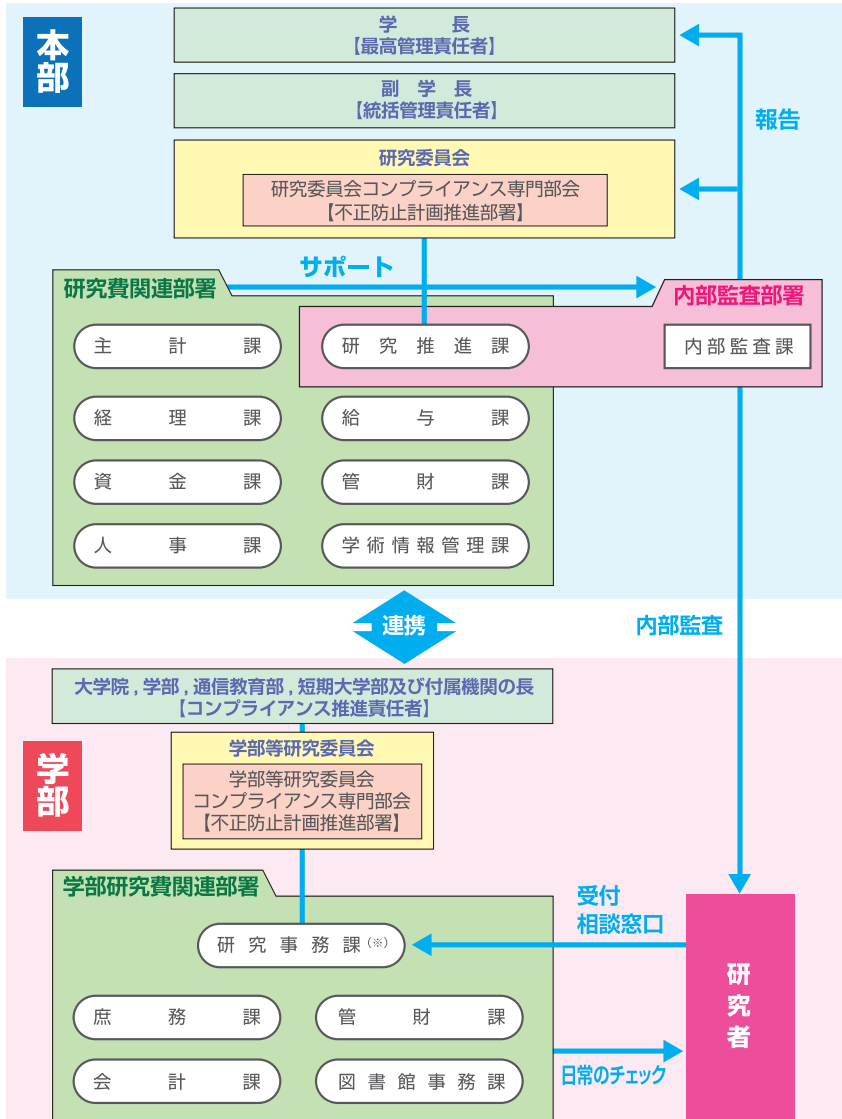 本部
学長
【最高管理責任者】
副学長
【統括管理責任者】
報告
研究委員会
研究委員会コンプライアンス専門部会
【不正防止計画推進部署】
サポート
研究費関連部署
内部監査部署
主計課
研究推進課
内部監査課
経理課
給与課
資金課
管財課
人事課
学術情報管理課
連携
内部監査
大学院,学部,通信教育部,短期大学部及び付属機関の長
【コンプライアンス推進責任者】
学部
学部等研究委員会
学部等研究委員会
コンプライアンス専門部会
【不正防止計画推進部署】
学部研究費関連部署
受付
相談窓口
研究事務課(※)
研究者
庶務課
管財課
会計課
図書館事務課
日常のチェック